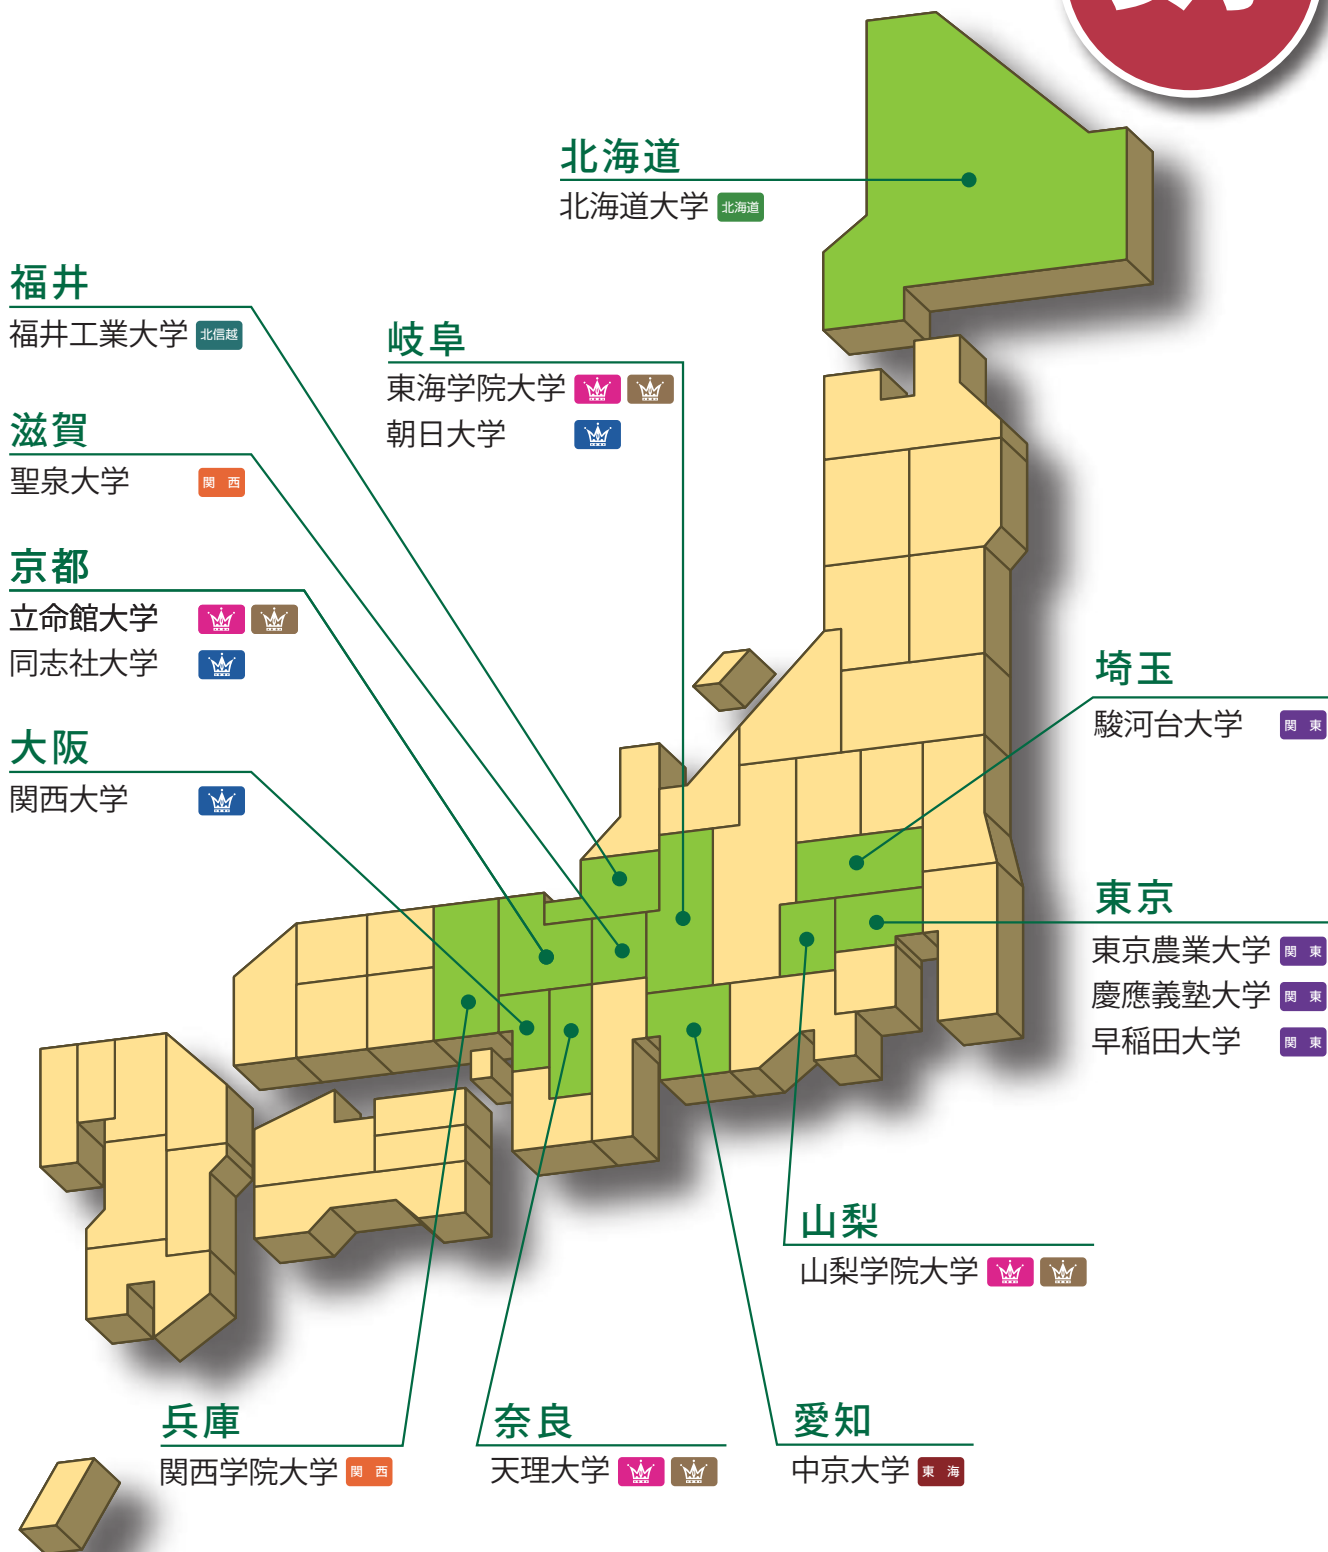 北海道
北海道大学 北海道
福井
福井工業大学 北信越
岐阜
東海学院大学
朝日大学
滋賀
聖泉大学 関西
京都
立命館大学
同志社大学
大阪
関西大学
埼玉
駿河台大学 関東
東京
東京農業大学 関東
慶應義塾大学 関東
早稲田大学 関東
山梨
山梨学院大学
兵庫
関西学院大学 関西
奈良
天理大学
愛知
中京大学 東海